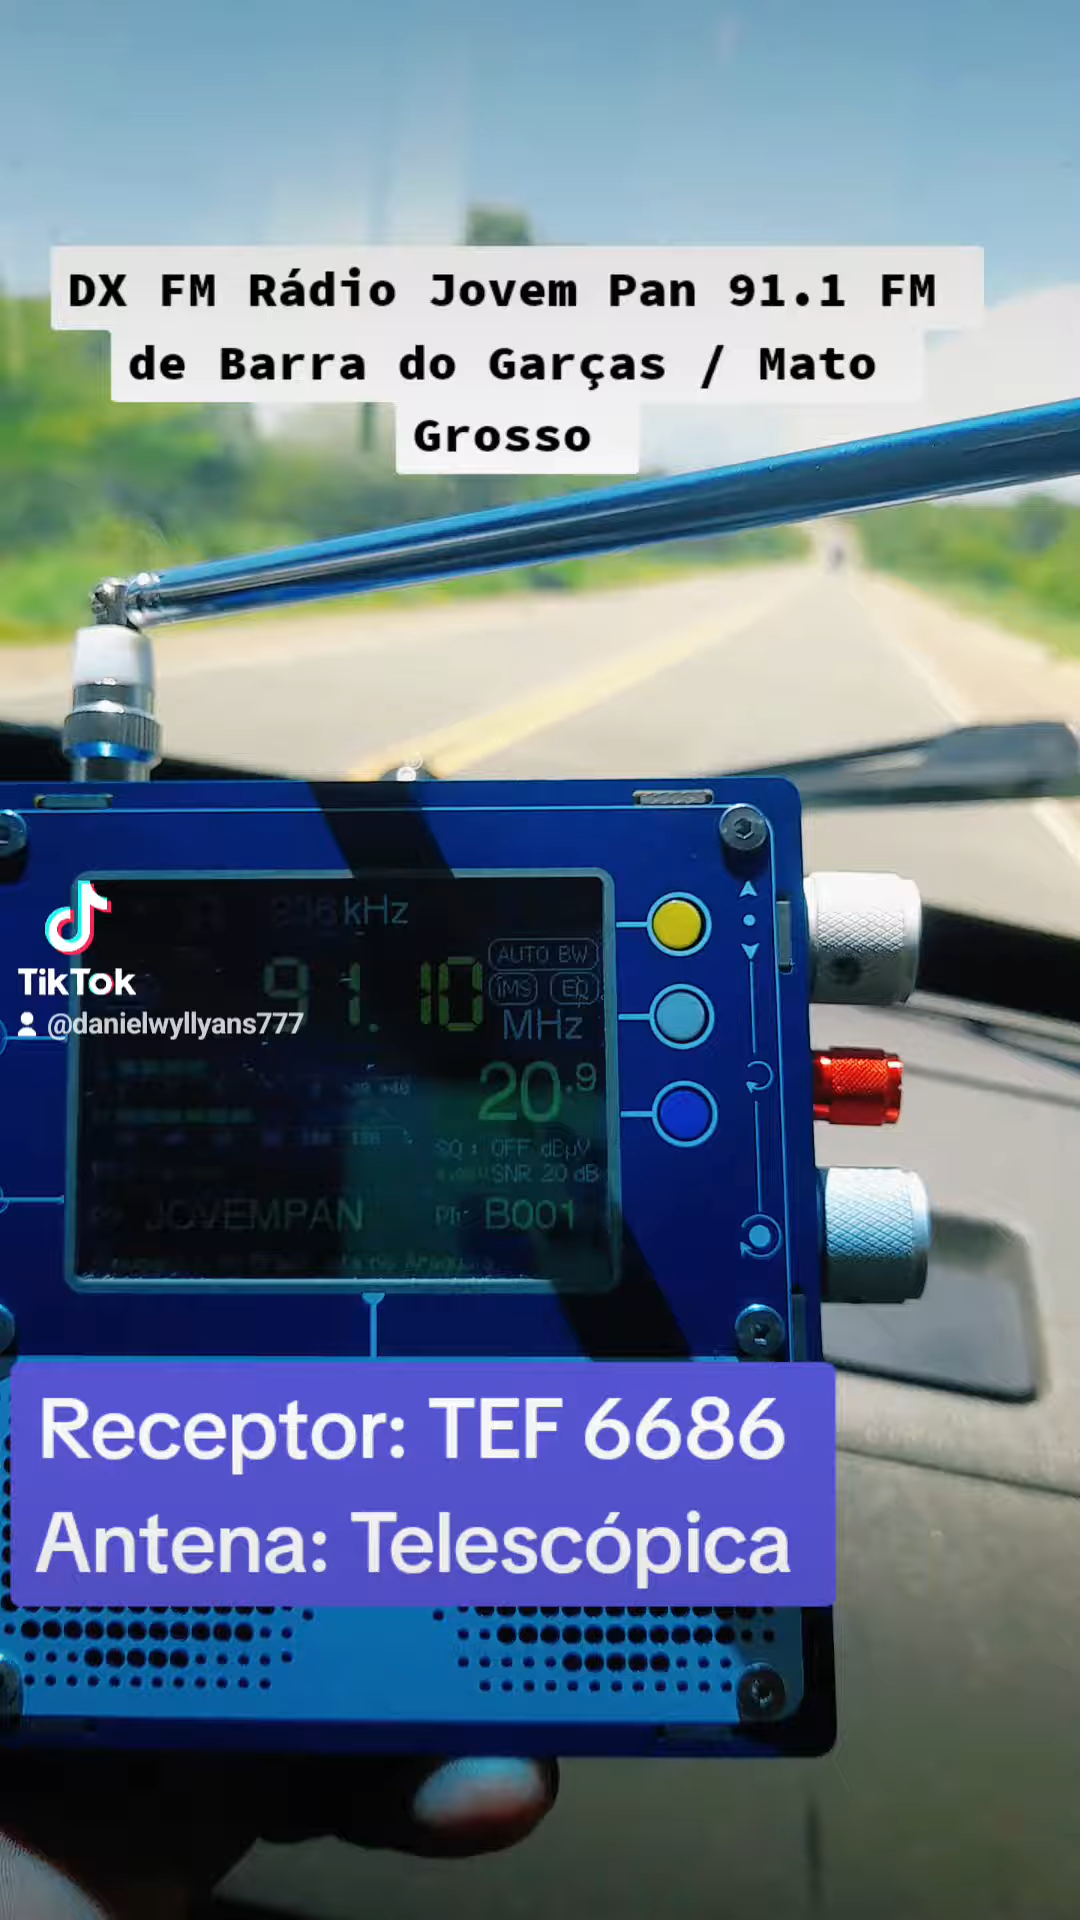 DX FM Rádio Jovem Pan 91.1 FM
de Barra do Garças / Mato
Grosso
236kHz
AUTO BW
91.10
iMS EQ
MHz
TikTok
@danielwyllyans777
20.9
SQ: OFF dBµV
SNR 20 dB
JOVEMPAN PI: B001
Receptor: TEF 6686
Antena: Telescópica